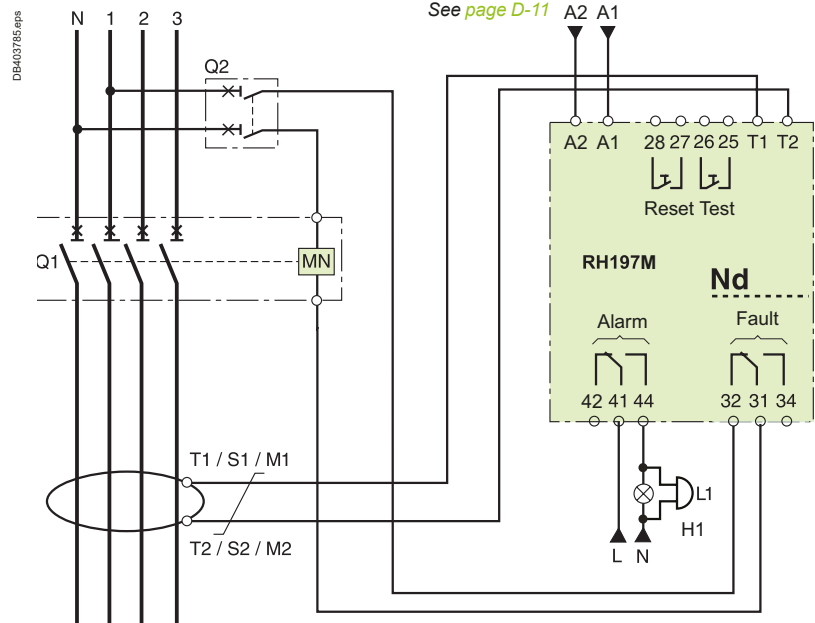 See page D-11
A2 A1
DB403785.eps
N 1 2 3
Q2
A2 A1 28 27 26 25 T1 T2
Reset Test
Q1
MN
RH197M
Nd
Alarm
Fault
42 41 44
32 31 34
T1 / S1 / M1
T2 / S2 / M2
L1
H1
L N